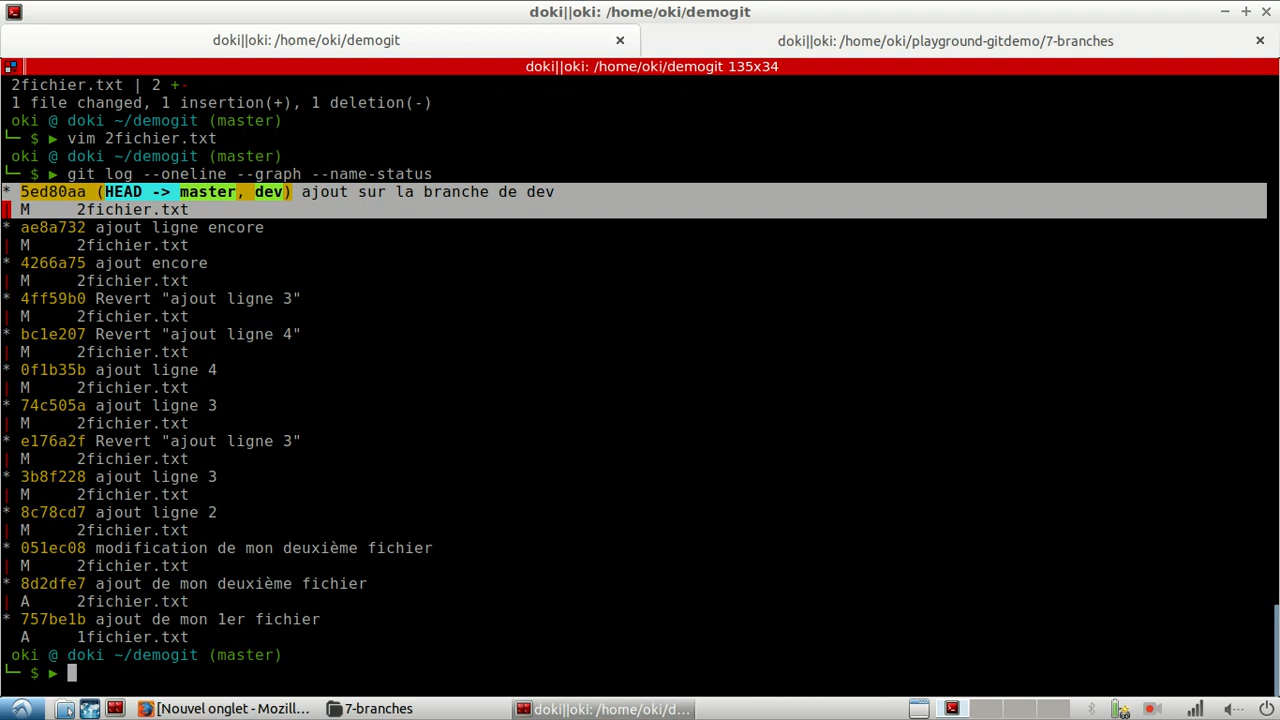 doki||oki: /home/oki/demogit
doki||oki: /home/oki/demogit
doki||oki: /home/oki/playground-gitdemo/7-branches
doki||oki: /home/oki/demogit 135x34
2fichier.txt | 2 +-
1 file changed, 1 insertion(+), 1 deletion(-)
oki @ doki ~/demogit (master)
└─ $ ▶ vim 2fichier.txt
oki @ doki ~/demogit (master)
└─ $ ▶ git log --oneline --graph --name-status
* 5ed80aa (HEAD -> master, dev) ajout sur la branche de dev
| M 2fichier.txt
* ae8a732 ajout ligne encore
| M 2fichier.txt
* 4266a75 ajout encore
| M 2fichier.txt
* 4ff59b0 Revert "ajout ligne 3"
| M 2fichier.txt
* bc1e207 Revert "ajout ligne 4"
| M 2fichier.txt
* 0f1b35b ajout ligne 4
| M 2fichier.txt
* 74c505a ajout ligne 3
| M 2fichier.txt
* e176a2f Revert "ajout ligne 3"
| M 2fichier.txt
* 3b8f228 ajout ligne 3
| M 2fichier.txt
* 8c78cd7 ajout ligne 2
| M 2fichier.txt
* 051ec08 modification de mon deuxième fichier
| M 2fichier.txt
* 8d2dfe7 ajout de mon deuxième fichier
| A 2fichier.txt
* 757be1b ajout de mon 1er fichier
A 1fichier.txt
oki @ doki ~/demogit (master)
└─ $ ▶
[Nouvel onglet - Mozill...
7-branches
doki||oki: /home/oki/d...